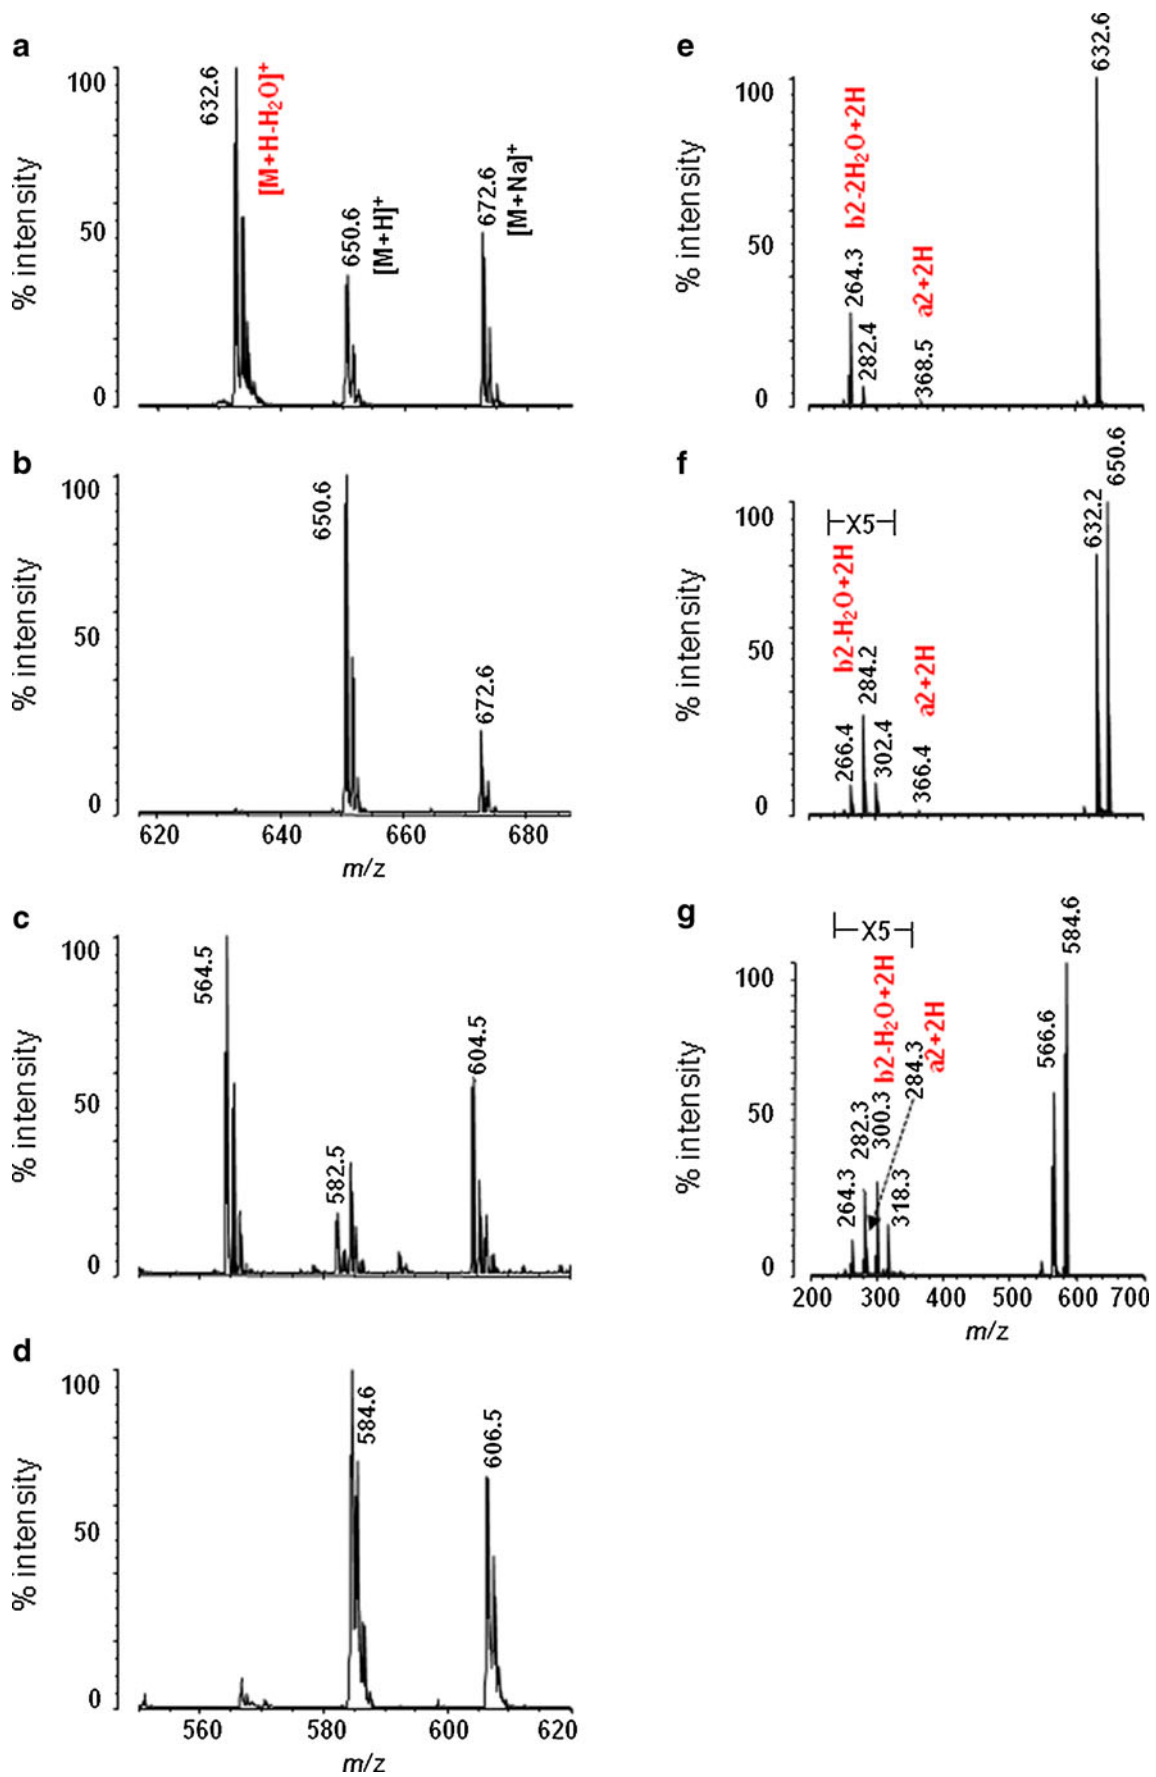 a
% intensity
100
50
0
632.6
[M+H-H₂O]⁺
650.6
[M+H]⁺
672.6
[M+Na]⁺
b
% intensity
100
50
0
650.6
672.6
620 640 660 680
m/z
c
% intensity
100
50
0
564.5
582.5
604.5
d
% intensity
100
50
0
584.6
606.5
560 580 600 620
m/z
e
% intensity
100
50
0
b2-2H₂O+2H
264.3
282.4
a2+2H
368.5
632.6
f
% intensity
100
50
0
X5
b2-H₂O+2H
266.4
284.2
302.4
a2+2H
366.4
632.2
650.6
g
% intensity
100
50
0
X5
264.3
282.3
b2-H₂O+2H
300.3
a2+2H
284.3
318.3
566.6
584.6
200 300 400 500 600 700
m/z